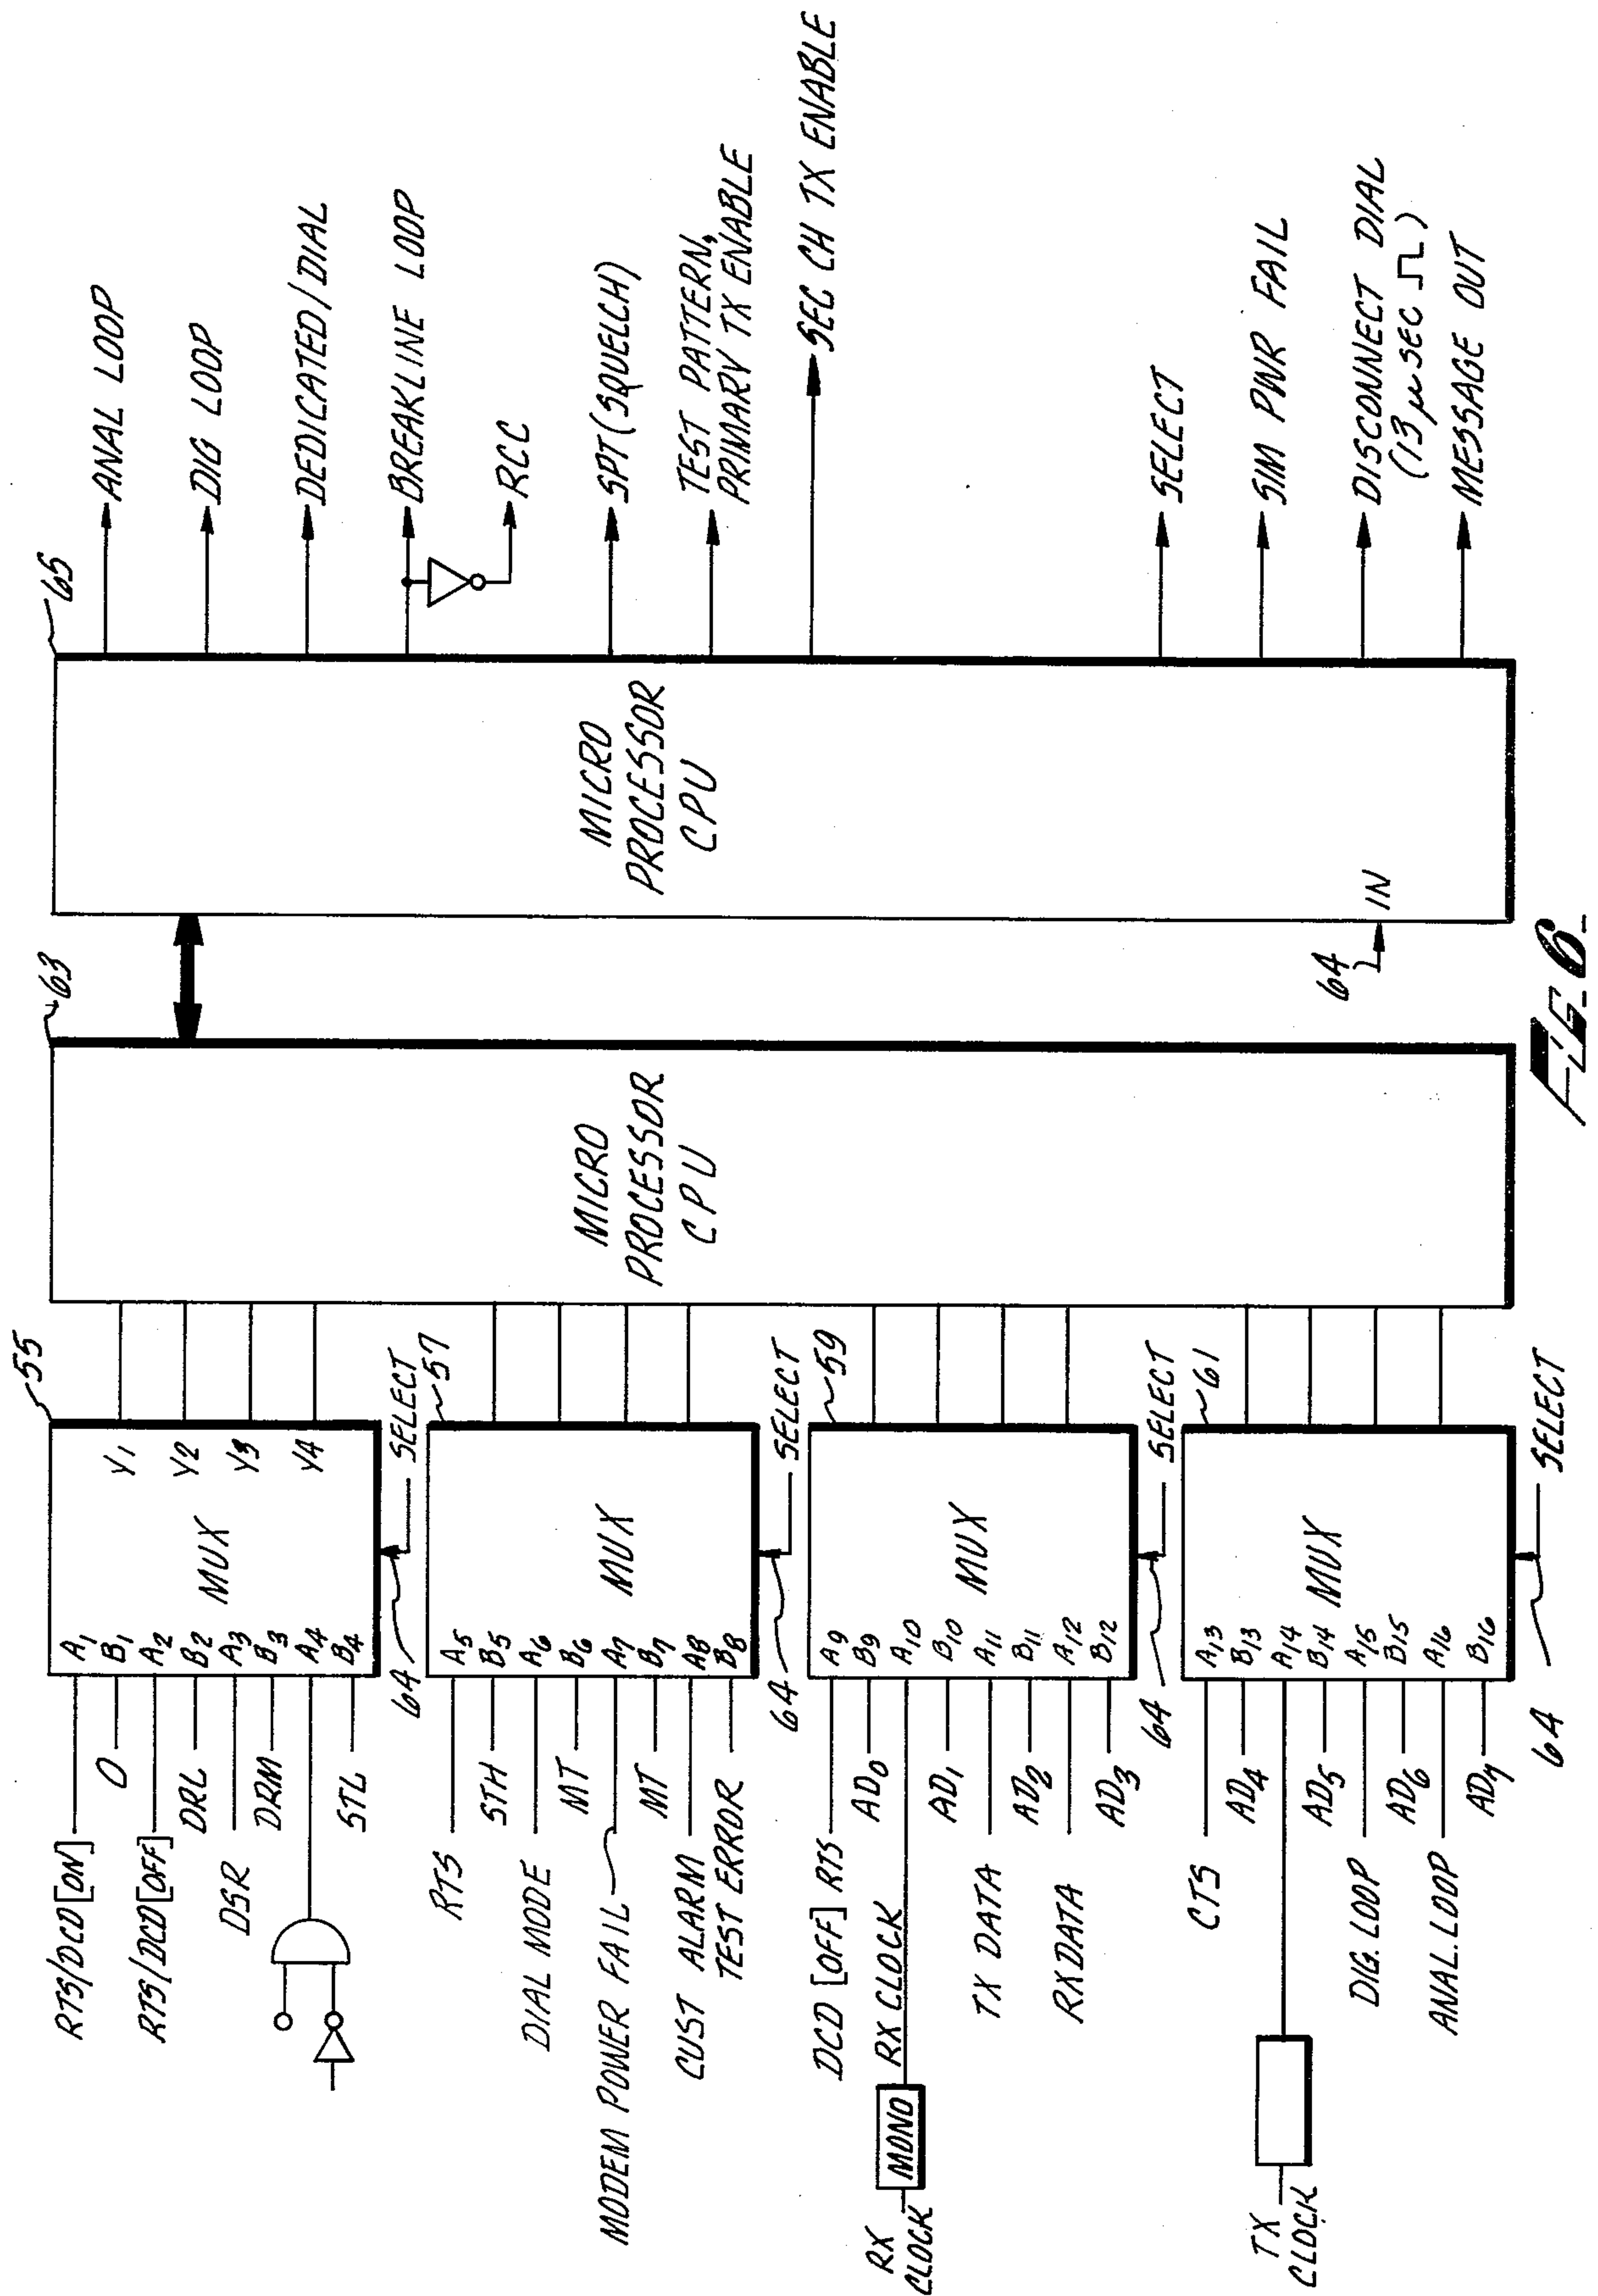 RTS/DCD[ON]
O
RTS/DCD[OFF]
DRL
DSR
DRM
STL
A1
B1
A2
B2
A3
B3
A4
B4
MUX
Y1
Y2
Y3
Y4
55
64
SELECT
RTS
STH
DIAL MODE
MT
MODEM POWER FAIL
MT
CUST ALARM
TEST ERROR
A5
B5
A6
B6
A7
B7
A8
B8
MUX
57
64
SELECT
DCD [OFF] RTS
AD0
RX
CLOCK
MONO
RX CLOCK
AD1
TX DATA
AD2
RXDATA
AD3
A9
B9
A10
B10
A11
B11
A12
B12
MUX
59
64
SELECT
CTS
AD4
TX
CLOCK
AD5
DIG. LOOP
AD6
ANAL. LOOP
AD7
A13
B13
A14
B14
A15
B15
A16
B16
MUX
61
64
SELECT
63
MICRO
PROCESSOR
CPU
65
MICRO
PROCESSOR
CPU
64
IN
ANAL LOOP
DIG LOOP
DEDICATED/DIAL
BREAKLINE LOOP
RCC
SPT (SQUELCH)
TEST PATTERN,
PRIMARY TX ENABLE
SEC CH TX ENABLE
SELECT
SIM PWR FAIL
DISCONNECT DIAL
(13 μ SEC ⎍)
MESSAGE OUT
FIG. 6.